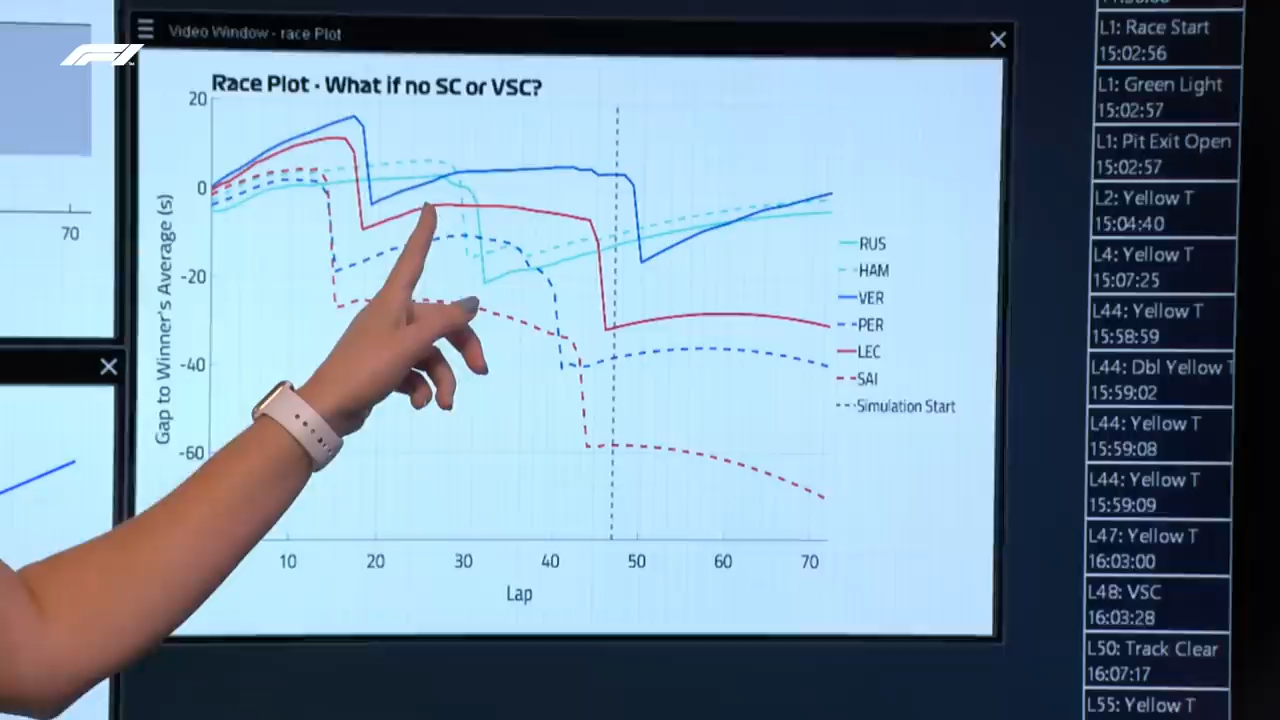 F1
Video Window - race Plot
Race Plot - What if no SC or VSC?
Gap to Winner's Average (s)
20
0
-20
-40
-60
10
20
30
40
50
60
70
Lap
RUS
HAM
VER
PER
LEC
SAI
Simulation Start
70
L1: Race Start
15:02:56
L1: Green Light
15:02:57
L1: Pit Exit Open
15:02:57
L2: Yellow T
15:04:40
L4: Yellow T
15:07:25
L44: Yellow T
15:58:59
L44: Dbl Yellow T
15:59:02
L44: Yellow T
15:59:08
L44: Yellow T
15:59:09
L47: Yellow T
16:03:00
L48: VSC
16:03:28
L50: Track Clear
16:07:17
L55: Yellow T